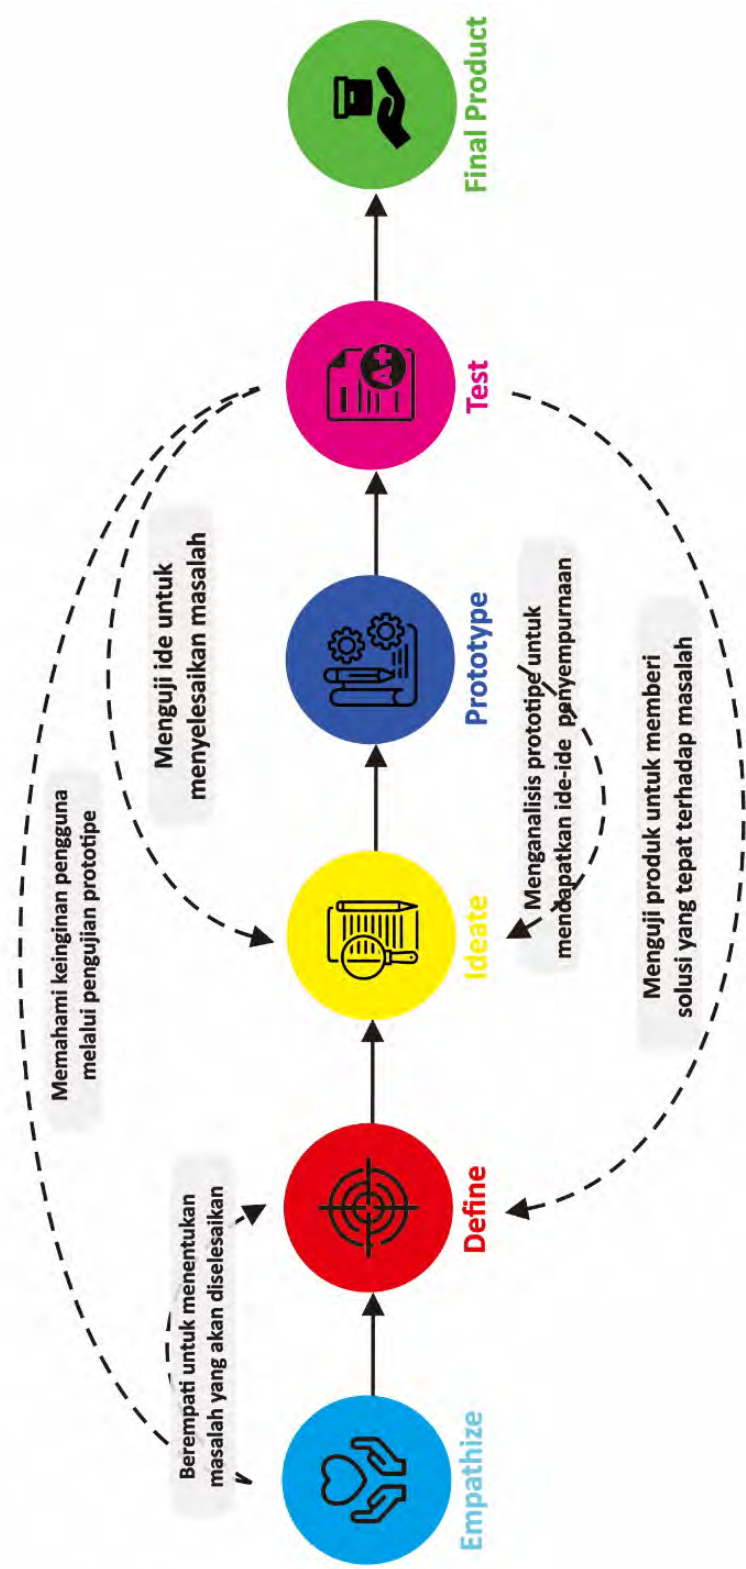 Memahami keinginan pengguna
melalui pengujian prototipe
Menguji ide untuk
menyelesaikan masalah
Berempati untuk menentukan
masalah yang akan diselesaikan
A+
Empathize
Define
Ideate
Prototype
Test
Final Product
Menganalisis prototipe untuk
mendapatkan ide-ide penyempurnaan
Menguji produk untuk memberi
solusi yang tepat terhadap masalah